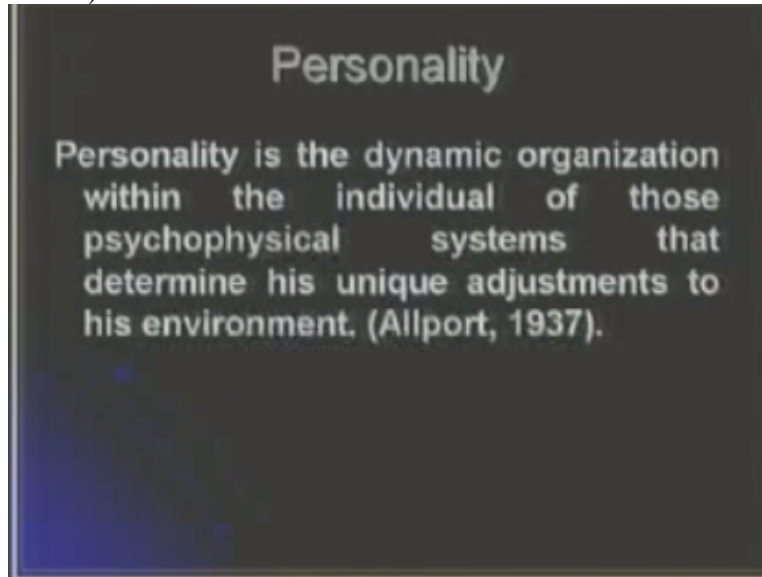 Personality
Personality is the dynamic organization
within the individual of those
psychophysical systems that
determine his unique adjustments to
his environment. (Allport, 1937).